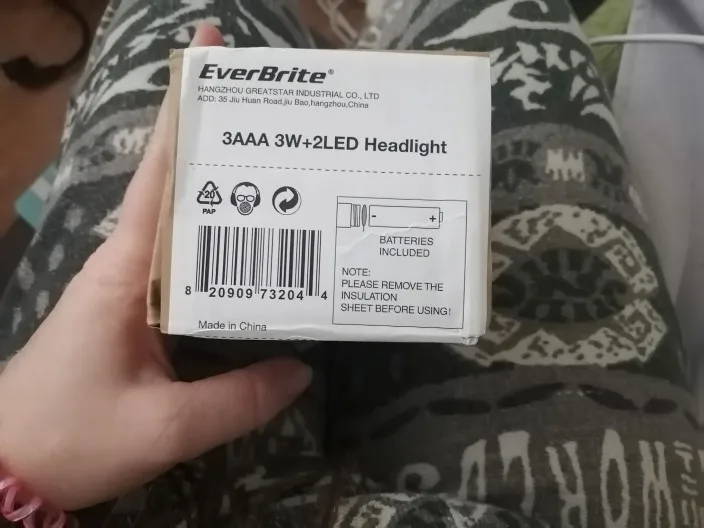 EverBrite®
HANGZHOU GREATSTAR INDUSTRIAL CO., LTD
ADD: 35 Jiu Huan Road,jiu Bao,hangzhou,China
3AAA 3W+2LED Headlight
20
PAP
- +
BATTERIES
INCLUDED
NOTE:
PLEASE REMOVE THE
INSULATION
SHEET BEFORE USING!
8 20909 73204 4
Made in China
WORLDS